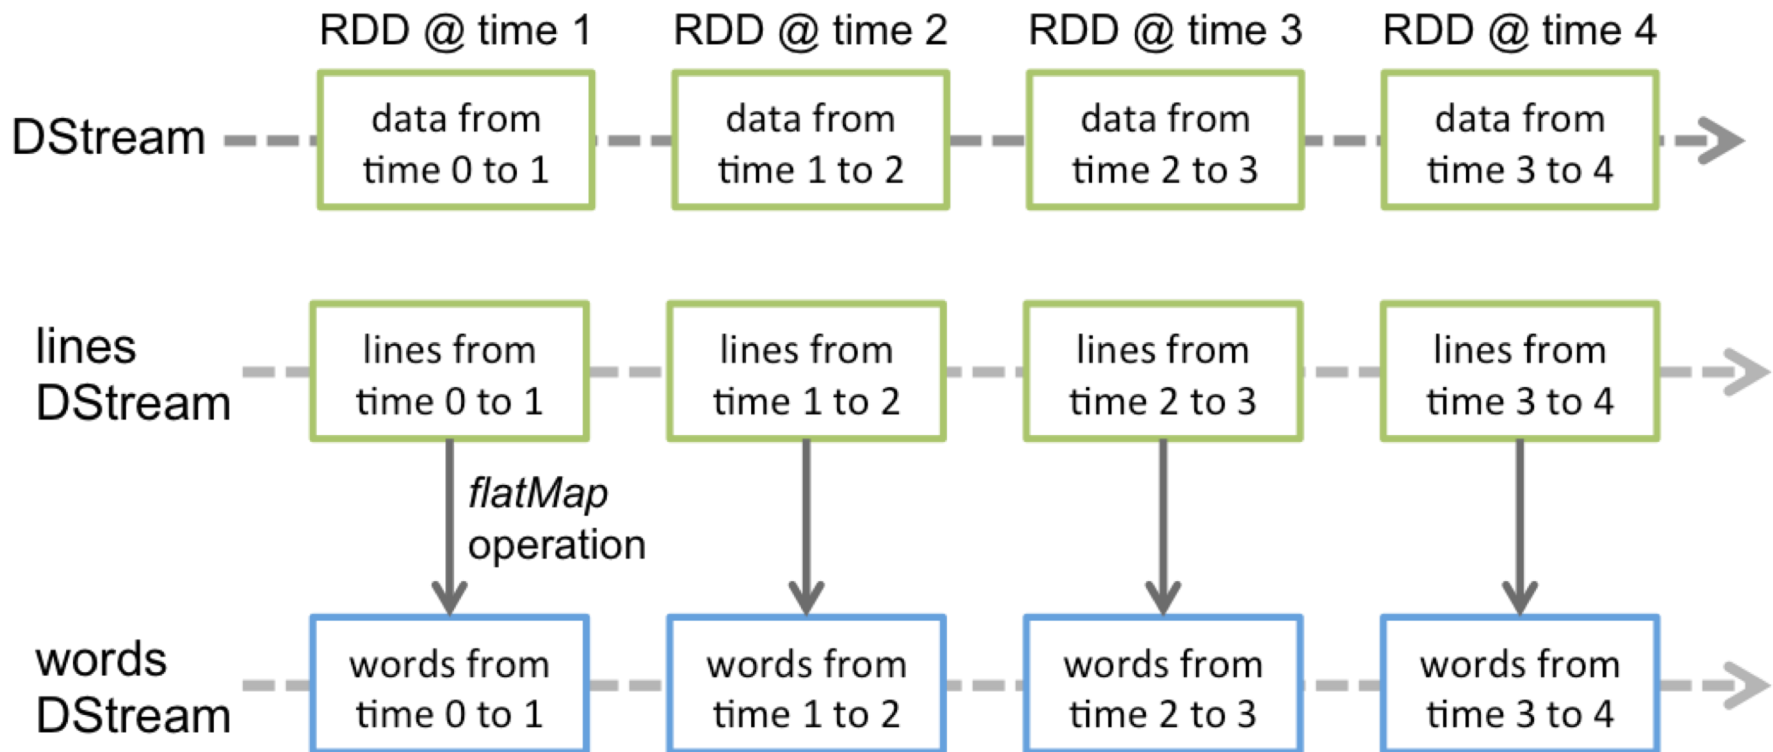 RDD @ time 1
RDD @ time 2
RDD @ time 3
RDD @ time 4
DStream
data from
time 0 to 1
data from
time 1 to 2
data from
time 2 to 3
data from
time 3 to 4
lines
DStream
lines from
time 0 to 1
lines from
time 1 to 2
lines from
time 2 to 3
lines from
time 3 to 4
flatMap
operation
words
DStream
words from
time 0 to 1
words from
time 1 to 2
words from
time 2 to 3
words from
time 3 to 4